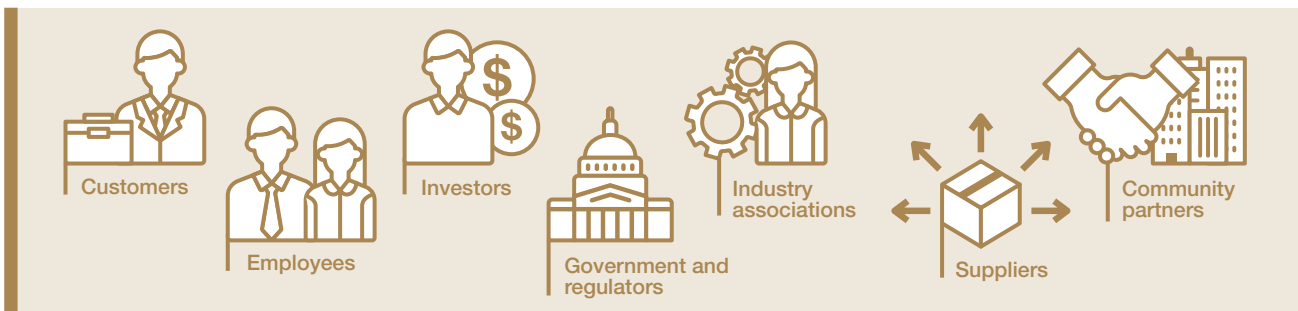 Customers
Employees
$
$
Investors
Government and
regulators
Industry
associations
Suppliers
Community
partners